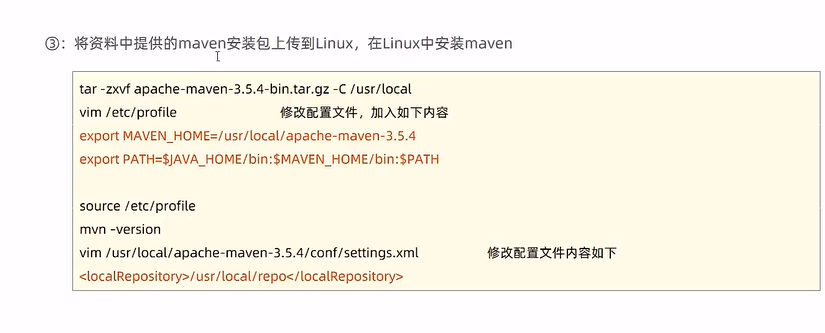 ③：将资料中提供的maven安装包上传到Linux，在Linux中安装maven
tar -zxvf apache-maven-3.5.4-bin.tar.gz -C /usr/local
vim /etc/profile 修改配置文件，加入如下内容
export MAVEN_HOME=/usr/local/apache-maven-3.5.4
export PATH=$JAVA_HOME/bin:$MAVEN_HOME/bin:$PATH
source /etc/profile
mvn –version
vim /usr/local/apache-maven-3.5.4/conf/settings.xml 修改配置文件内容如下
<localRepository>/usr/local/repo</localRepository>